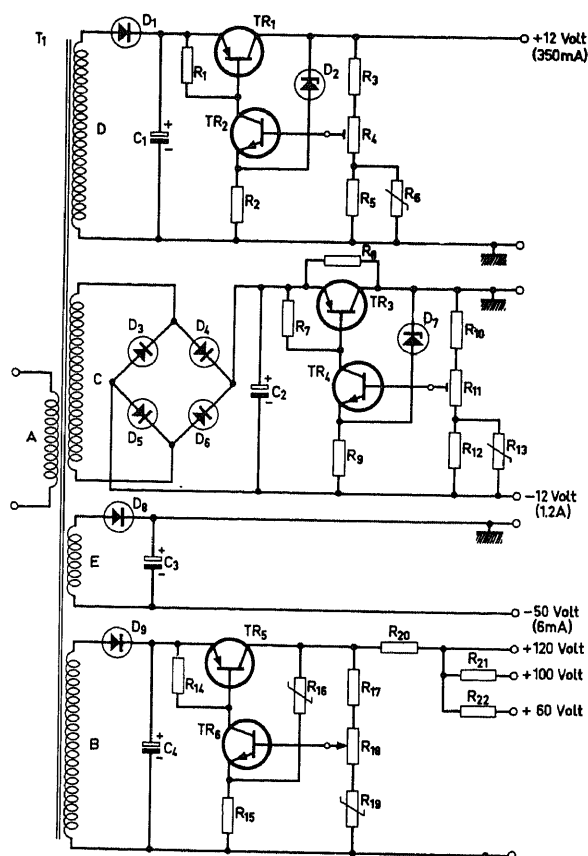 T1
D1
TR1
+12 Volt
(350mA)
R1
D2
R3
D
C1
+
-
TR2
R4
R2
R5
R6
R8
D3
D4
R7
TR3
D7
R10
C
C2
+
-
TR4
R11
A
D5
D6
R9
R12
R13
-12 Volt
(1.2A)
D8
E
+
-
C3
-50 Volt
(6mA)
D9
TR5
R20
+120 Volt
R14
R16
R17
R21
+100 Volt
R22
+ 60 Volt
B
C4
+
-
TR6
R18
R15
R19